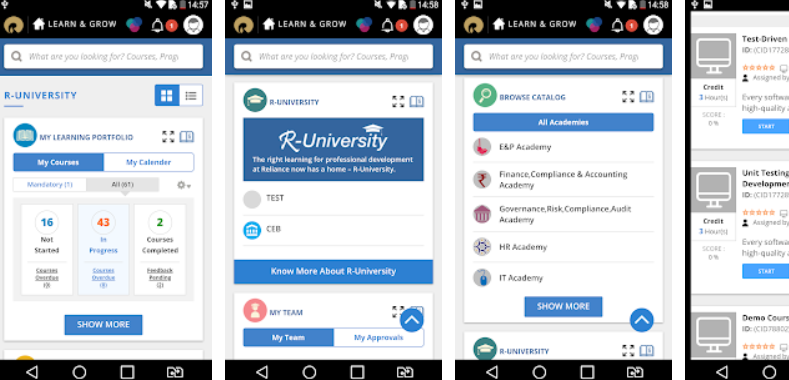 14:57
LEARN & GROW
1
What are you looking for? Courses, Progr
R-UNIVERSITY
MY LEARNING PORTFOLIO
My Courses
My Calender
Mandatory (1)
All (61)
16
43
2
Not Started
In Progress
Courses Completed
Courses Overdue
Courses Overdue
Feedback Pending
(2)
SHOW MORE
14:58
LEARN & GROW
1
What are you looking for? Courses, Progr
R-UNIVERSITY
R-University
The right learning for professional development
at Reliance now has a home – R-University.
TEST
CEB
Know More About R-University
MY TEAM
My Team
My Approvals
14:58
LEARN & GROW
1
What are you looking for? Courses, Progr
BROWSE CATALOG
All Academies
E&P Academy
Finance,Compliance & Accounting
Academy
Governance,Risk,Compliance,Audit
Academy
HR Academy
IT Academy
SHOW MORE
R-UNIVERSITY
Test-Driven
ID: (CID17728
Assigned by
Credit
3 Hour(s)
Every softwa
high-quality a
SCORE :
0%
START
Unit Testing
Developmen
ID: (CID17728
Assigned by
Credit
3 Hour(s)
Every softwa
high-quality a
SCORE :
0%
START
Demo Cours
ID: (CID78802
Assigned by